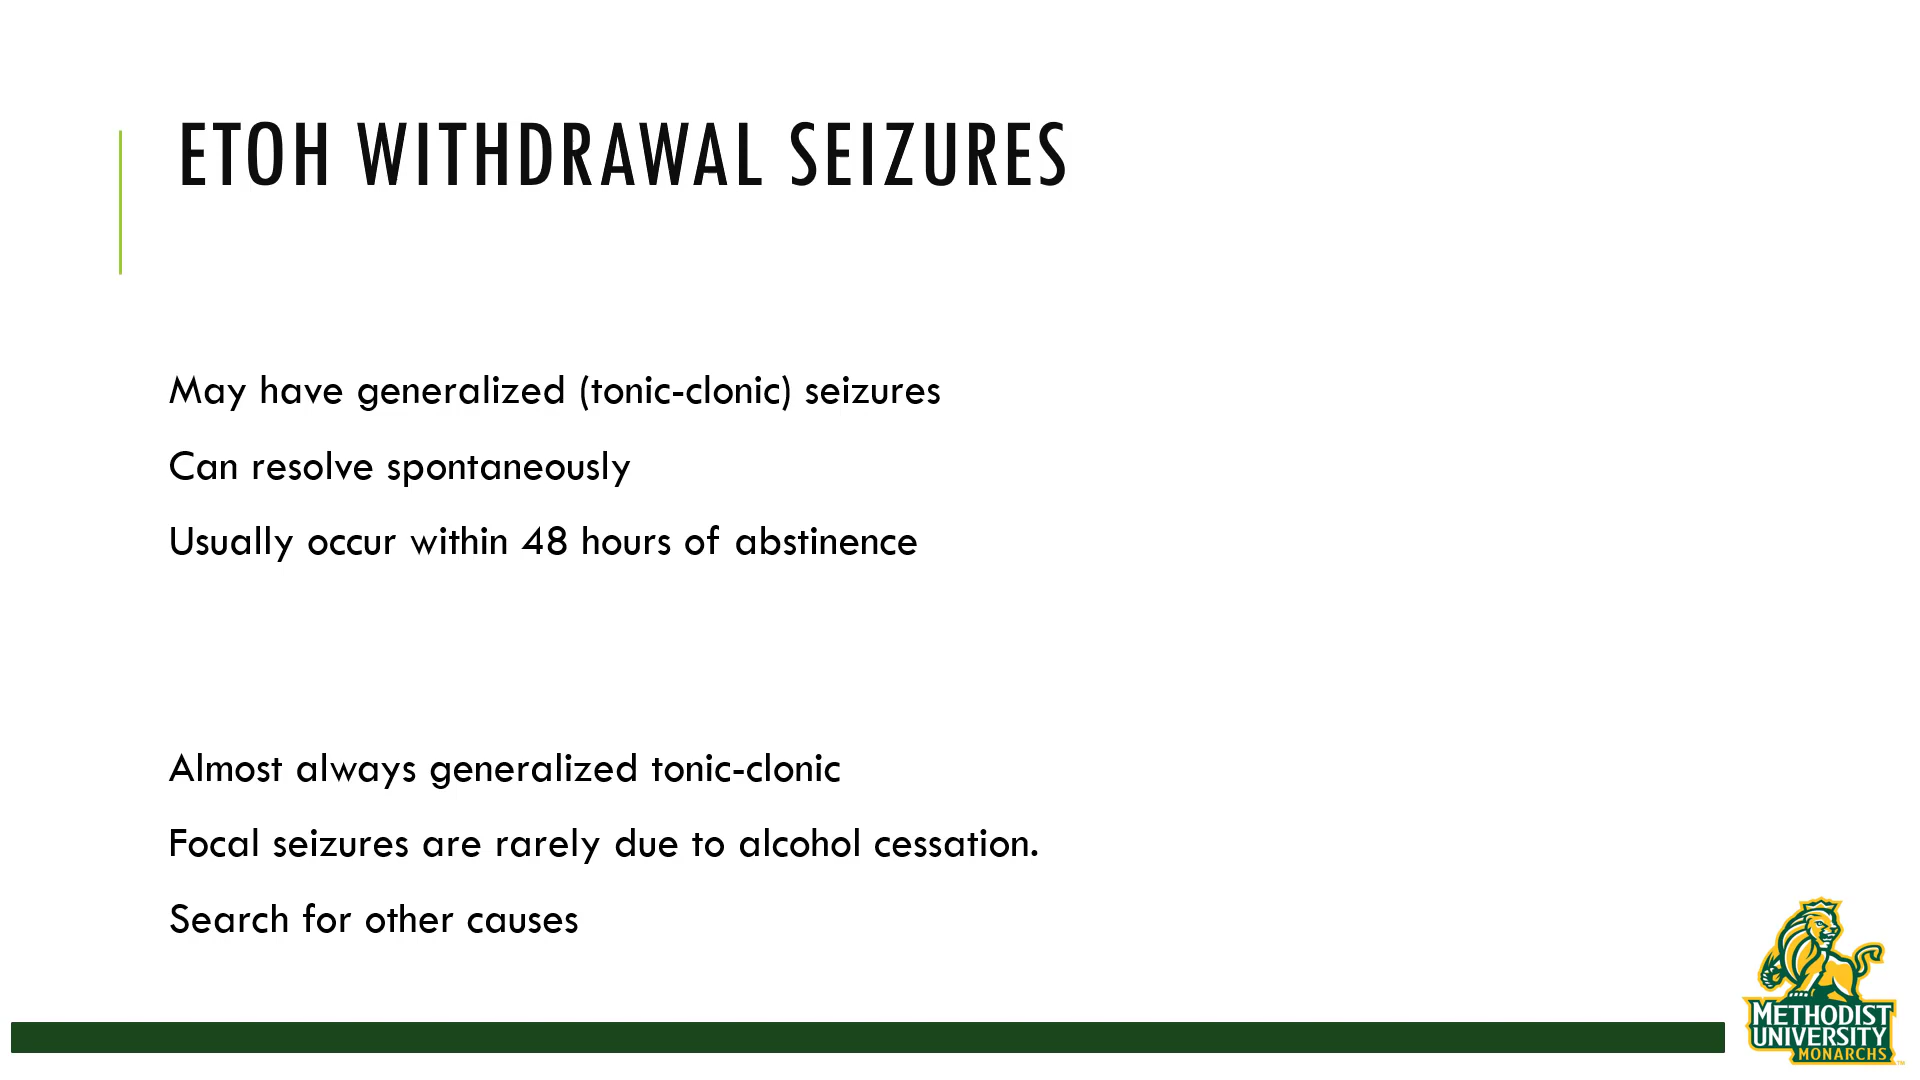 ETOH WITHDRAWAL SEIZURES
May have generalized (tonic-clonic) seizures
Can resolve spontaneously
Usually occur within 48 hours of abstinence
Almost always generalized tonic-clonic
Focal seizures are rarely due to alcohol cessation.
Search for other causes
METHODIST
UNIVERSITY
MONARCHS
TM